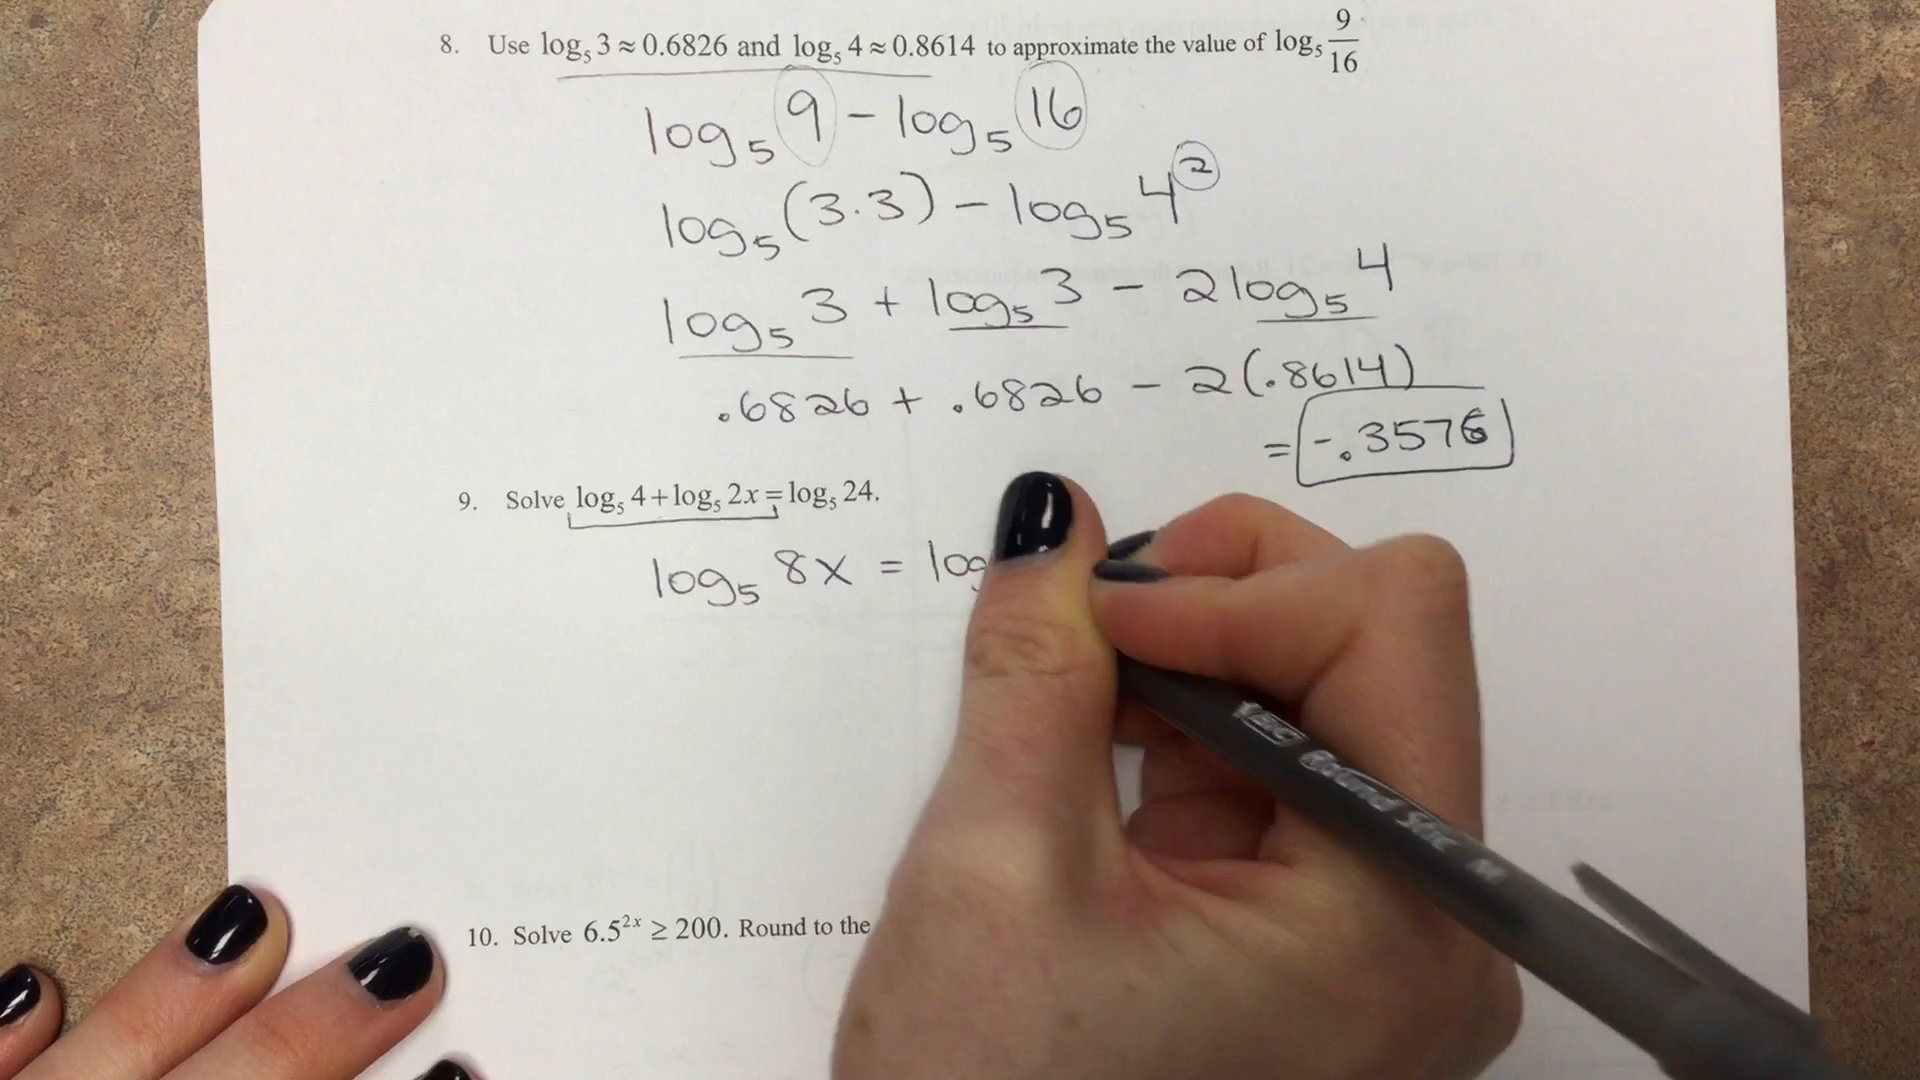 8. Use log₅ 3 ≈ 0.6826 and log₅ 4 ≈ 0.8614 to approximate the value of log₅ 9/16
log₅ 9 - log₅ 16
log₅ (3·3) - log₅ 4²
log₅ 3 + log₅ 3 - 2log₅ 4
.6826 + .6826 - 2(.8614)
= -.3576
9. Solve log₅ 4 + log₅ 2x = log₅ 24.
log₅ 8x = log
10. Solve 6.5²ˣ ≥ 200. Round to the
BIC Round Stic M